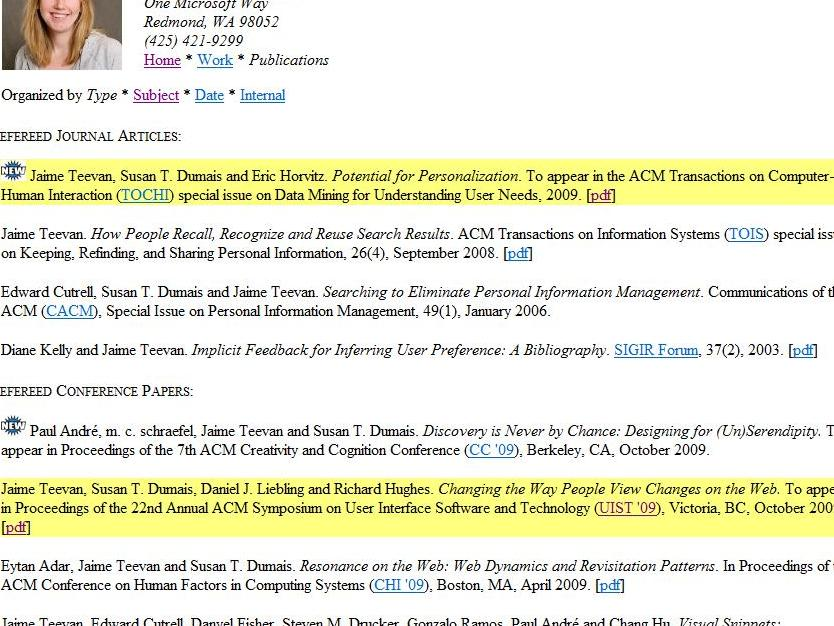 One Microsoft Way
Redmond, WA 98052
(425) 421-9299
Home * Work * Publications
Organized by Type * Subject * Date * Internal
EFEREED JOURNAL ARTICLES:
NEW Jaime Teevan, Susan T. Dumais and Eric Horvitz. Potential for Personalization. To appear in the ACM Transactions on Computer-
Human Interaction (TOCHI) special issue on Data Mining for Understanding User Needs, 2009. [pdf]
Jaime Teevan. How People Recall, Recognize and Reuse Search Results. ACM Transactions on Information Systems (TOIS) special iss
on Keeping, Refinding, and Sharing Personal Information, 26(4), September 2008. [pdf]
Edward Cutrell, Susan T. Dumais and Jaime Teevan. Searching to Eliminate Personal Information Management. Communications of th
ACM (CACM), Special Issue on Personal Information Management, 49(1), January 2006.
Diane Kelly and Jaime Teevan. Implicit Feedback for Inferring User Preference: A Bibliography. SIGIR Forum, 37(2), 2003. [pdf]
EFEREED CONFERENCE PAPERS:
NEW Paul André, m. c. schraefel, Jaime Teevan and Susan T. Dumais. Discovery is Never by Chance: Designing for (Un)Serendipity. T
appear in Proceedings of the 7th ACM Creativity and Cognition Conference (CC '09), Berkeley, CA, October 2009.
Jaime Teevan, Susan T. Dumais, Daniel J. Liebling and Richard Hughes. Changing the Way People View Changes on the Web. To appe
in Proceedings of the 22nd Annual ACM Symposium on User Interface Software and Technology (UIST '09), Victoria, BC, October 200
[pdf]
Eytan Adar, Jaime Teevan and Susan T. Dumais. Resonance on the Web: Web Dynamics and Revisitation Patterns. In Proceedings of
ACM Conference on Human Factors in Computing Systems (CHI '09), Boston, MA, April 2009. [pdf]
Jaime Teevan, Edward Cutrell, Danyel Fisher, Steven M. Drucker, Gonzalo Ramos, Paul André and Chang Hu. Visual Snippets: